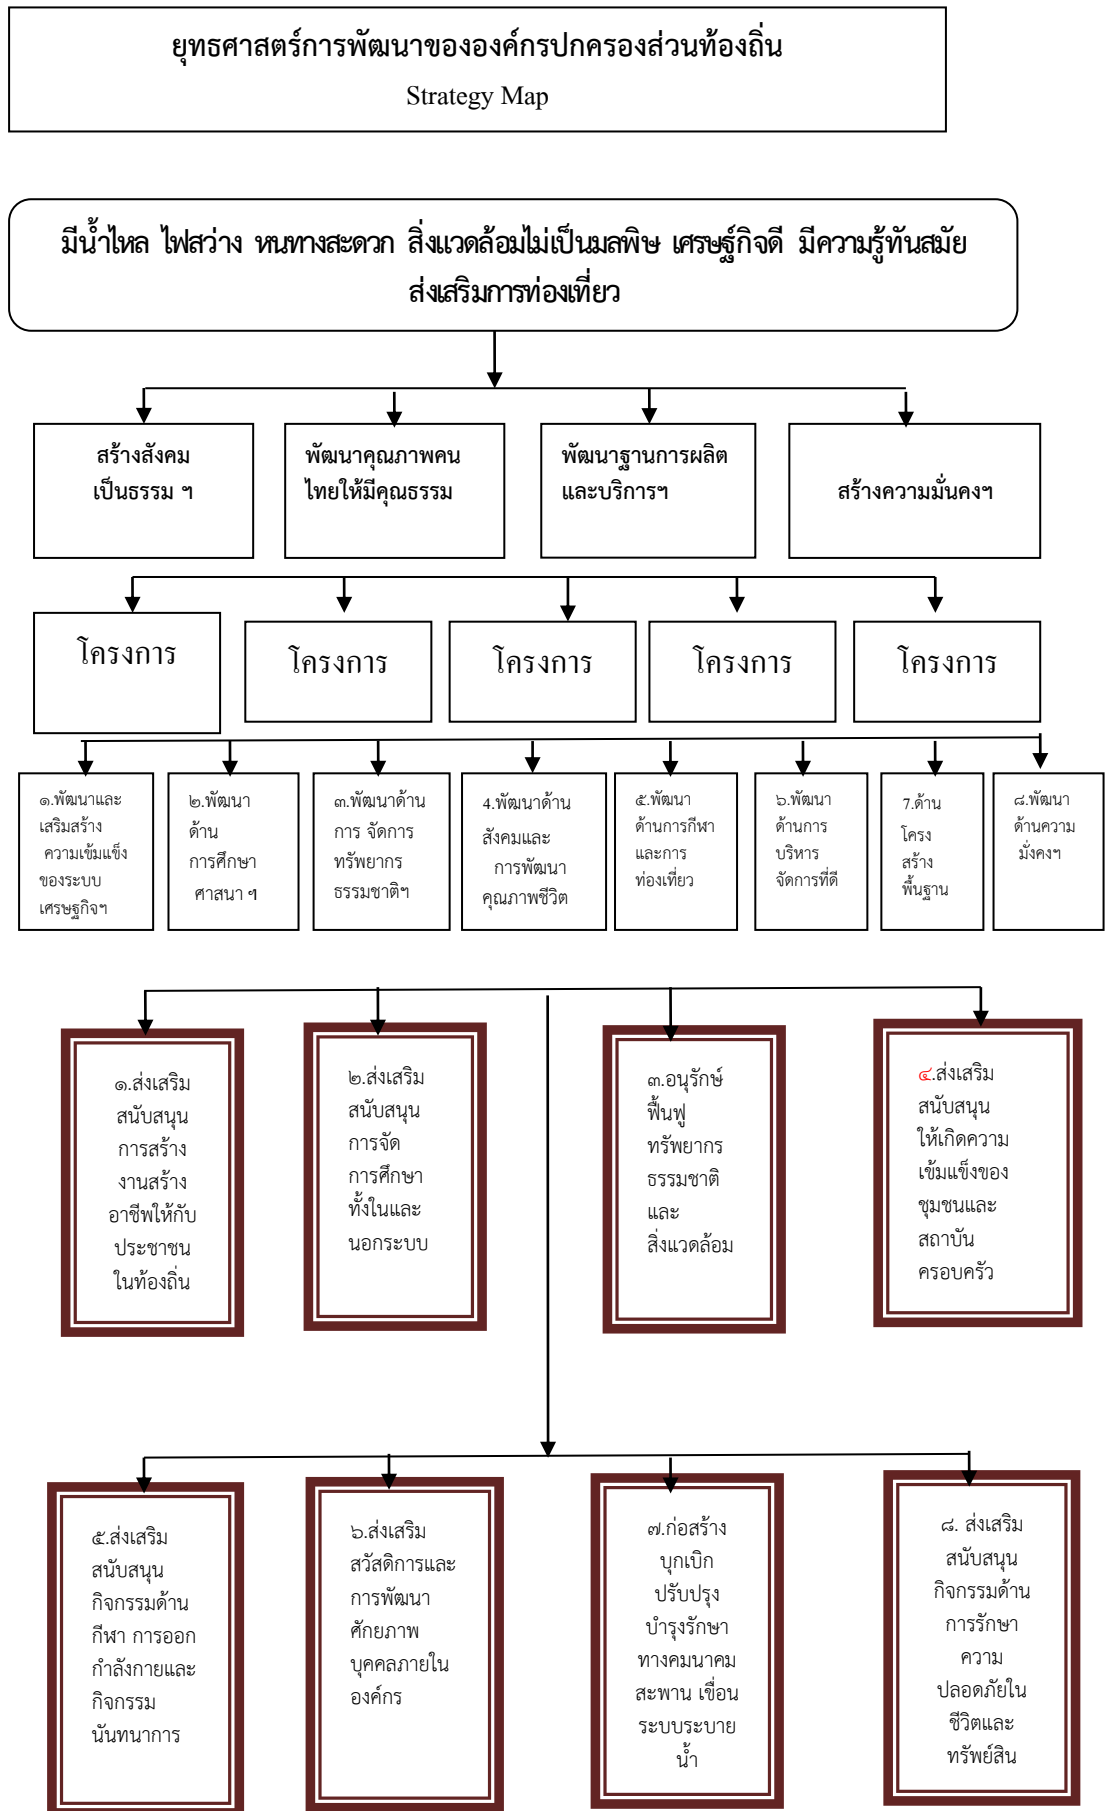 ยุทธศาสตร์การพัฒนาขององค์กรปกครองส่วนท้องถิ่น
Strategy Map
มีน้ำไหล ไฟสว่าง หนทางสะดวก สิ่งแวดล้อมไม่เป็นมลพิษ เศรษฐ์กิจดี มีความรู้ทันสมัย
ส่งเสริมการท่องเที่ยว
สร้างสังคม
เป็นธรรม ฯ
พัฒนาคุณภาพคน
ไทยให้มีคุณธรรม
พัฒนาฐานการผลิต
และบริการฯ
สร้างความมั่นคงฯ
โครงการ
โครงการ
โครงการ
โครงการ
โครงการ
๑.พัฒนาและ
เสริมสร้าง
ความเข้มแข็ง
ของระบบ
เศรษฐกิจฯ
๒.พัฒนา
ด้าน
การศึกษา
ศาสนา ฯ
๓.พัฒนาด้าน
การ จัดการ
ทรัพยากร
ธรรมชาติฯ
4.พัฒนาด้าน
สังคมและ
การพัฒนา
คุณภาพชีวิต
๕.พัฒนา
ด้านการกีฬา
และการ
ท่องเที่ยว
๖.พัฒนา
ด้านการ
บริหาร
จัดการที่ดี
7.ด้าน
โครง
สร้าง
พื้นฐาน
๘.พัฒนา
ด้านความ
มั่งคงฯ
๑.ส่งเสริม
สนับสนุน
การสร้าง
งานสร้าง
อาชีพให้กับ
ประชาชน
ในท้องถิ่น
๒.ส่งเสริม
สนับสนุน
การจัด
การศึกษา
ทั้งในและ
นอกระบบ
๓.อนุรักษ์
ฟื้นฟู
ทรัพยากร
ธรรมชาติ
และ
สิ่งแวดล้อม
๔.ส่งเสริม
สนับสนุน
ให้เกิดความ
เข้มแข็งของ
ชุมชนและ
สถาบัน
ครอบครัว
๕.ส่งเสริม
สนับสนุน
กิจกรรมด้าน
กีฬา การออก
กำลังกายและ
กิจกรรม
นันทนาการ
๖.ส่งเสริม
สวัสดิการและ
การพัฒนา
ศักยภาพ
บุคคลภายใน
องค์กร
๗.ก่อสร้าง
บุกเบิก
ปรับปรุง
บำรุงรักษา
ทางคมนาคม
สะพาน เขื่อน
ระบบระบาย
น้ำ
๘. ส่งเสริม
สนับสนุน
กิจกรรมด้าน
การรักษา
ความ
ปลอดภัยใน
ชีวิตและ
ทรัพย์สิน